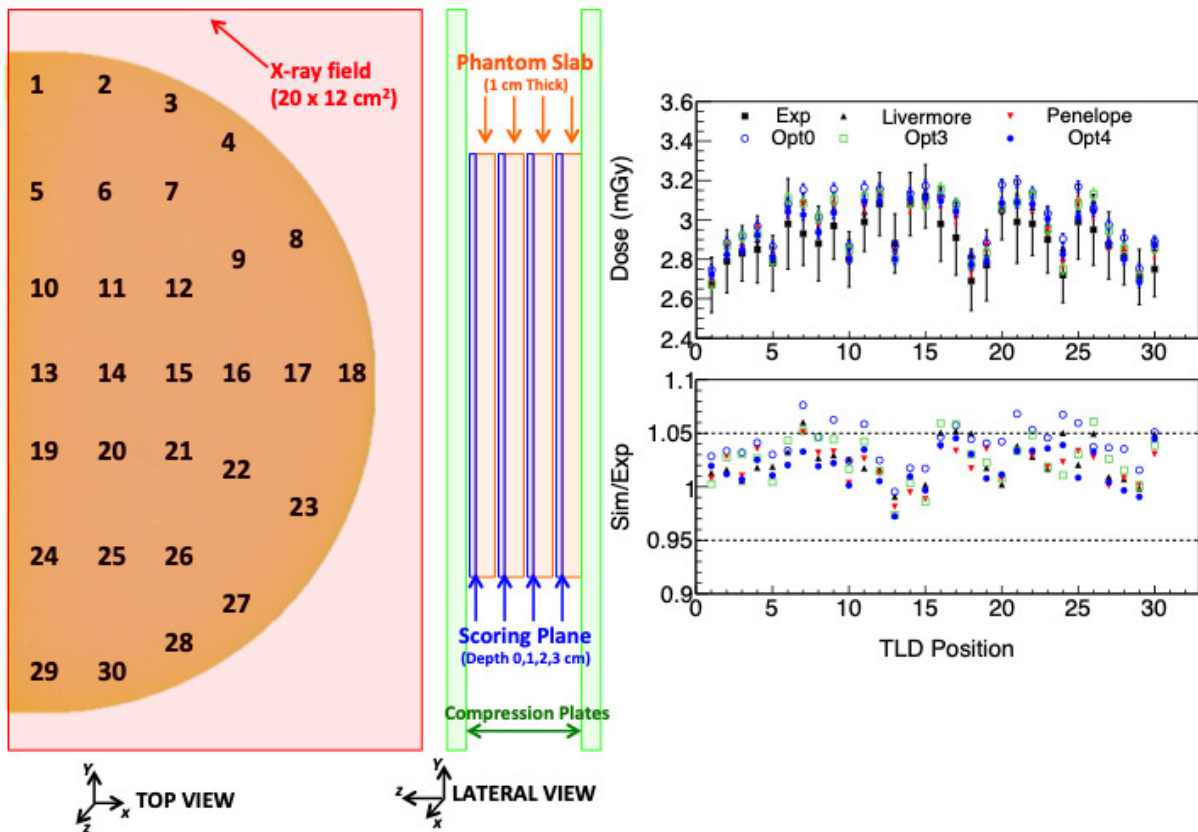 X-ray field
(20 x 12 cm²)
1 2 3
4
5 6 7
8
9
10 11 12
13 14 15 16 17 18
19 20 21
22
23
24 25 26
27
28
29 30
Y
x
z
TOP VIEW
Phantom Slab
(1 cm Thick)
Scoring Plane
(Depth 0,1,2,3 cm)
Compression Plates
Y
z
x
LATERAL VIEW
Dose (mGy)
3.6
3.4
3.2
3
2.8
2.6
2.4
Exp Livermore Penelope
Opt0 Opt3 Opt4
0 5 10 15 20 25 30
Sim/Exp
1.1
1.05
1
0.95
0.9
0 5 10 15 20 25 30
TLD Position